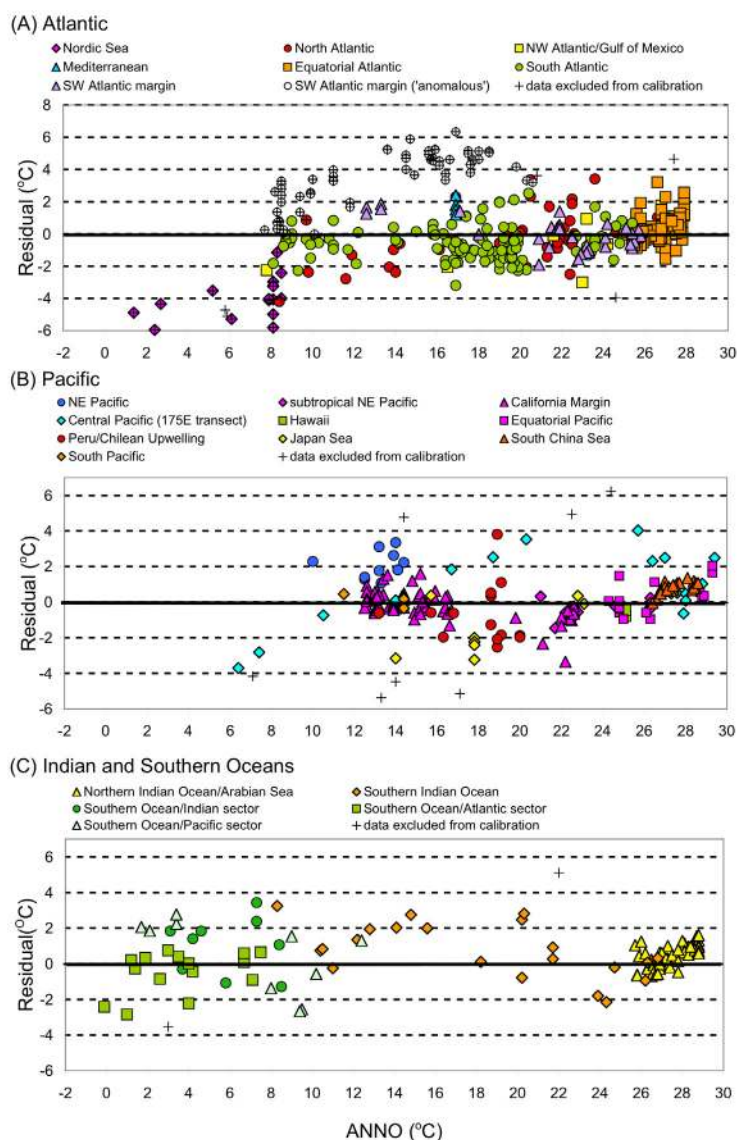 (A) Atlantic
Nordic Sea North Atlantic NW Atlantic/Gulf of Mexico
Mediterranean Equatorial Atlantic South Atlantic
SW Atlantic margin SW Atlantic margin ('anomalous') data excluded from calibration
8
6
4
2
0
-2
-4
-6
Residual (°C)
-2 0 2 4 6 8 10 12 14 16 18 20 22 24 26 28 30
(B) Pacific
NE Pacific subtropical NE Pacific California Margin
Central Pacific (175E transect) Hawaii Equatorial Pacific
Peru/Chilean Upwelling Japan Sea South China Sea
South Pacific data excluded from calibration
6
4
2
0
-2
-4
-6
Residual (°C)
-2 0 2 4 6 8 10 12 14 16 18 20 22 24 26 28 30
(C) Indian and Southern Oceans
Northern Indian Ocean/Arabian Sea Southern Indian Ocean
Southern Ocean/Indian sector Southern Ocean/Atlantic sector
Southern Ocean/Pacific sector data excluded from calibration
6
4
2
0
-2
-4
-6
Residual(°C)
-2 0 2 4 6 8 10 12 14 16 18 20 22 24 26 28 30
ANNO (°C)